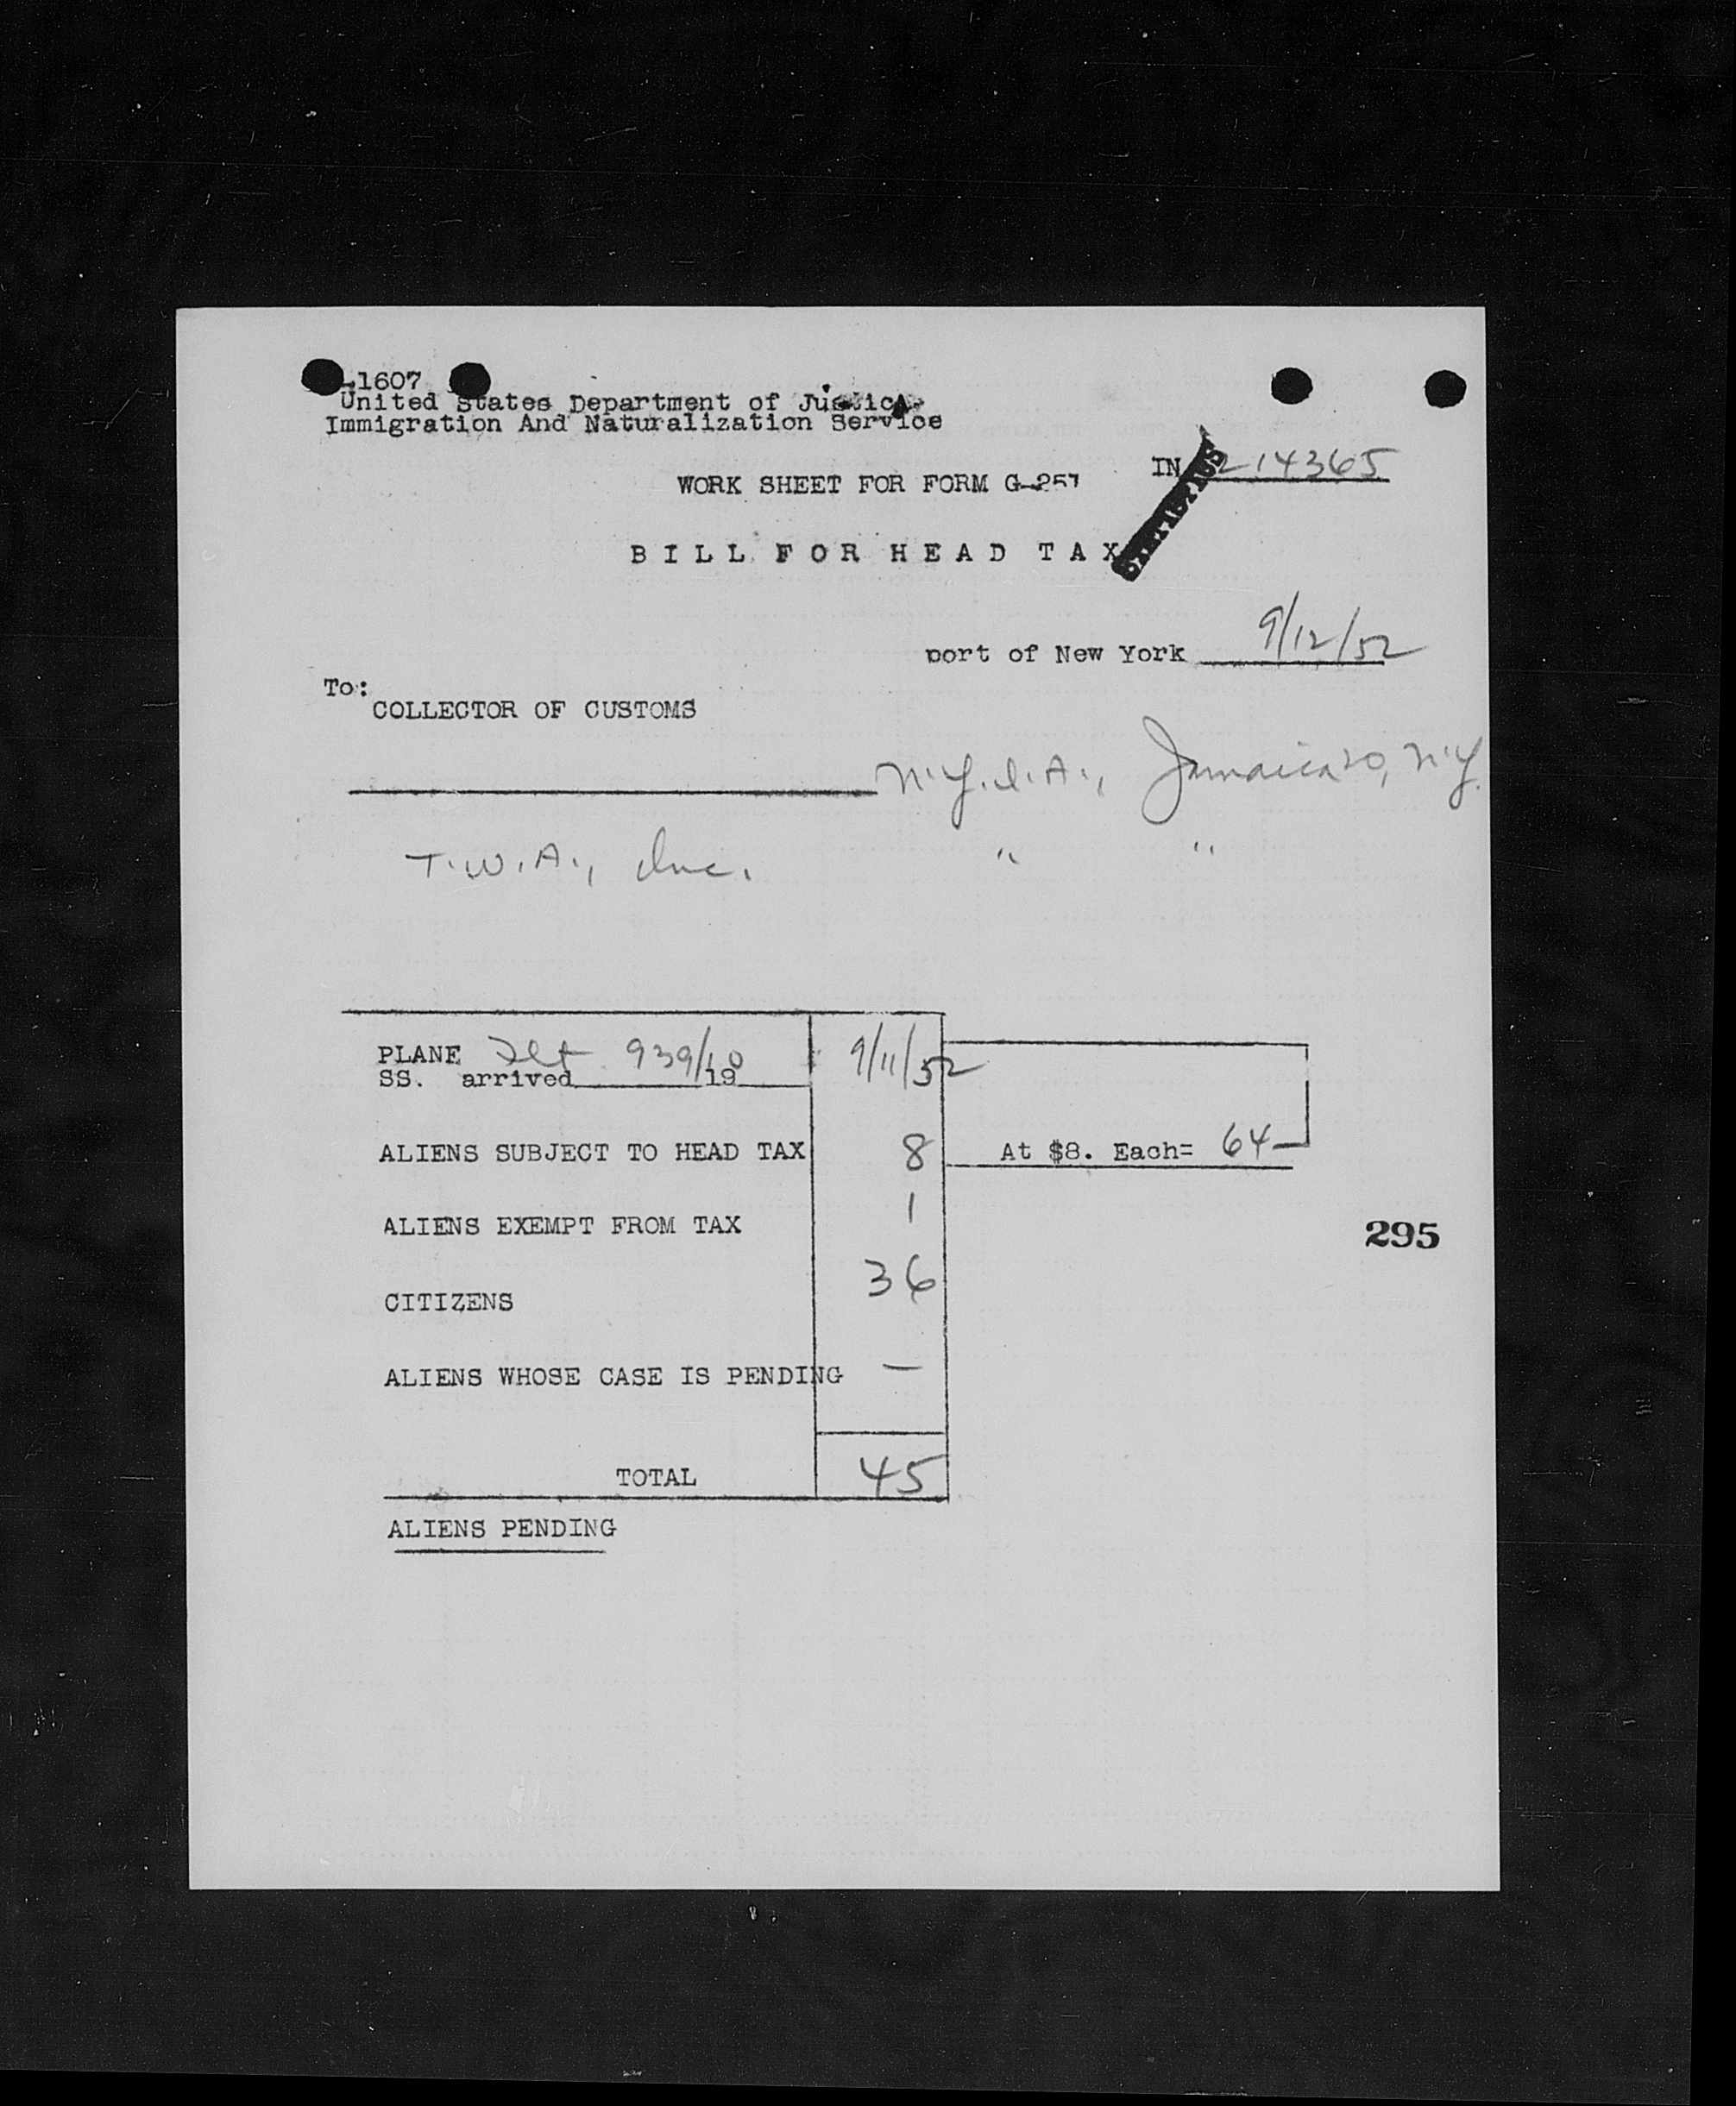 1607
United States Department of Justice
Immigration And Naturalization Service
IN 214365
WORK SHEET FOR FORM G-257
BILL FOR HEAD TAX
port of New York 9/12/52
To:
COLLECTOR OF CUSTOMS
N.Y.I.A., Jamaica 30, N.Y.
T.W.A., Inc. " "
PLANE Flt 939/10 9/11/52
SS. arrived 19
ALIENS SUBJECT TO HEAD TAX 8 At $8. Each= 64—
ALIENS EXEMPT FROM TAX 1
295
CITIZENS 36
ALIENS WHOSE CASE IS PENDING —
TOTAL 45
ALIENS PENDING